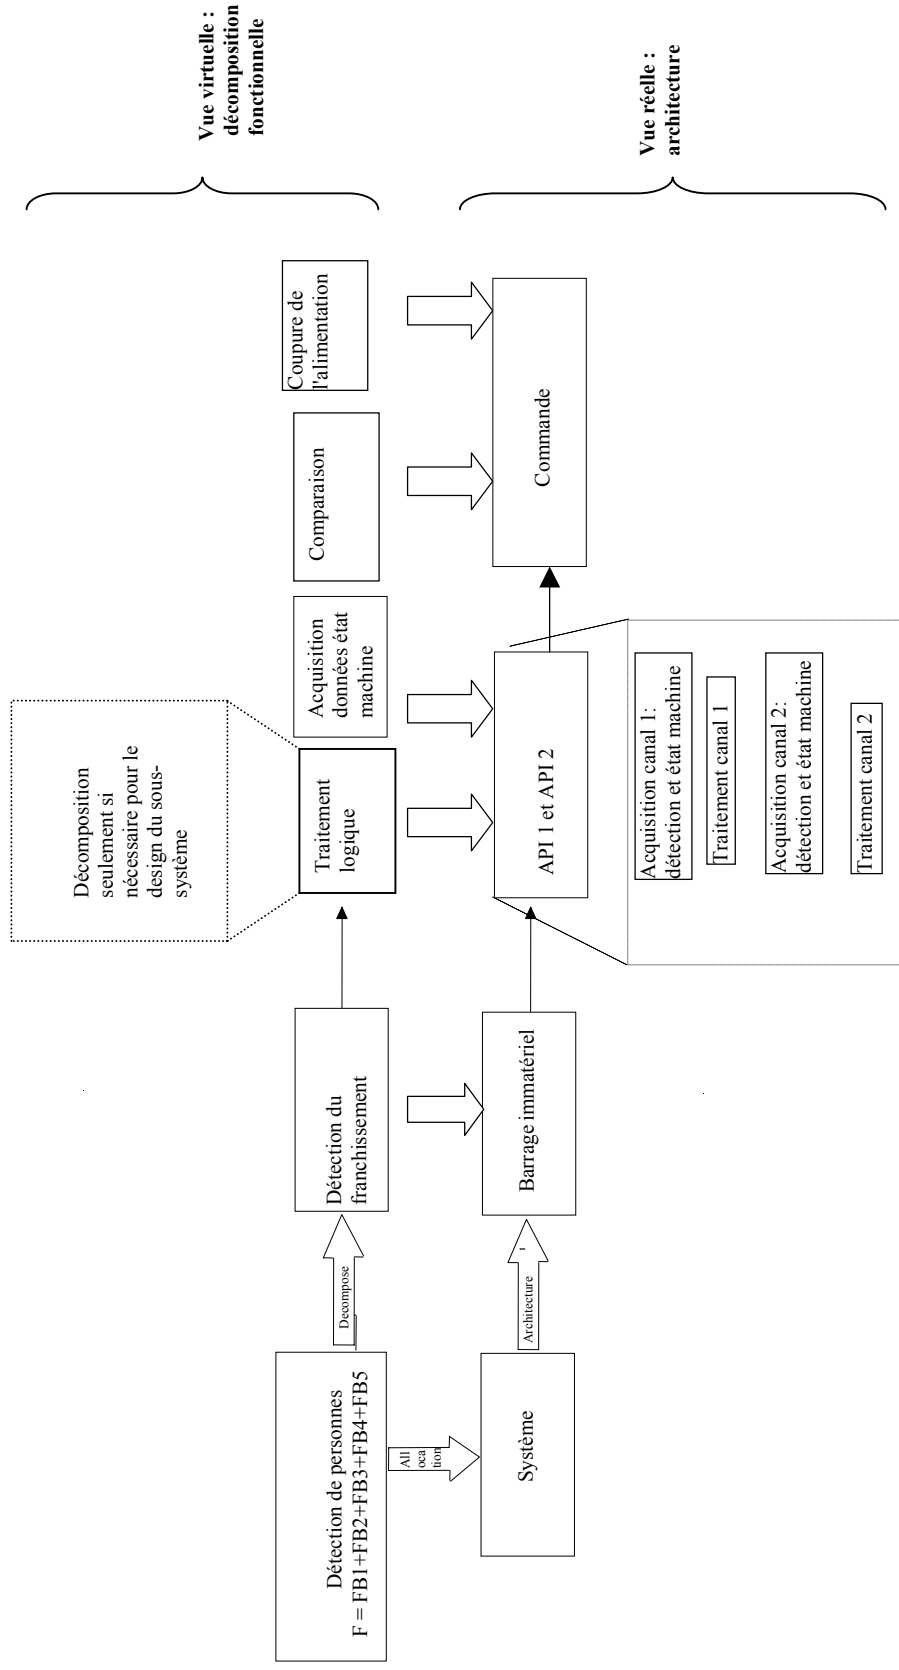 Vue virtuelle :
décomposition
fonctionnelle
Décomposition
seulement si
nécessaire pour le
design du sous-
système
Détection de personnes
F = FB1+FB2+FB3+FB4+FB5
Decompose
Détection du
franchissement
Traitement
logique
Acquisition
données état
machine
Comparaison
Coupure de
l'alimentation
All
oca
tion
Vue réelle :
architecture
Système
Architecture
Barrage immatériel
API 1 et API 2
Commande
Acquisition canal 1:
détection et état machine
Traitement canal 1
Acquisition canal 2:
détection et état machine
Traitement canal 2